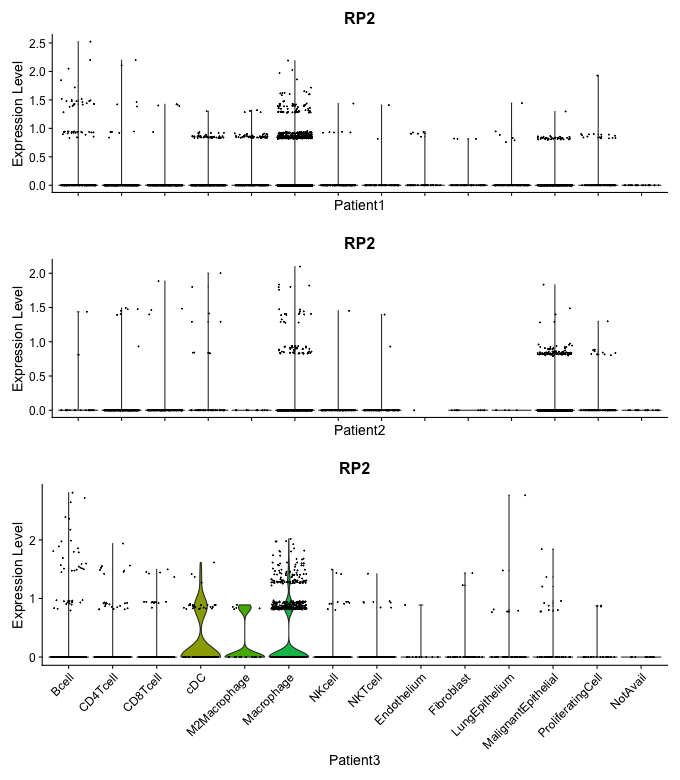 RP2
Expression Level
2.5
2.0
1.5
1.0
0.5
0.0
Patient1
RP2
Expression Level
2.0
1.5
1.0
0.5
0.0
Patient2
RP2
Expression Level
2
1
0
Bcell
CD4Tcell
CD8Tcell
cDC
M2Macrophage
Macrophage
NKcell
NKTcell
Endothelium
Fibroblast
LungEpithelium
MalignantEpithelial
ProliferatingCell
NotAvail
Patient3